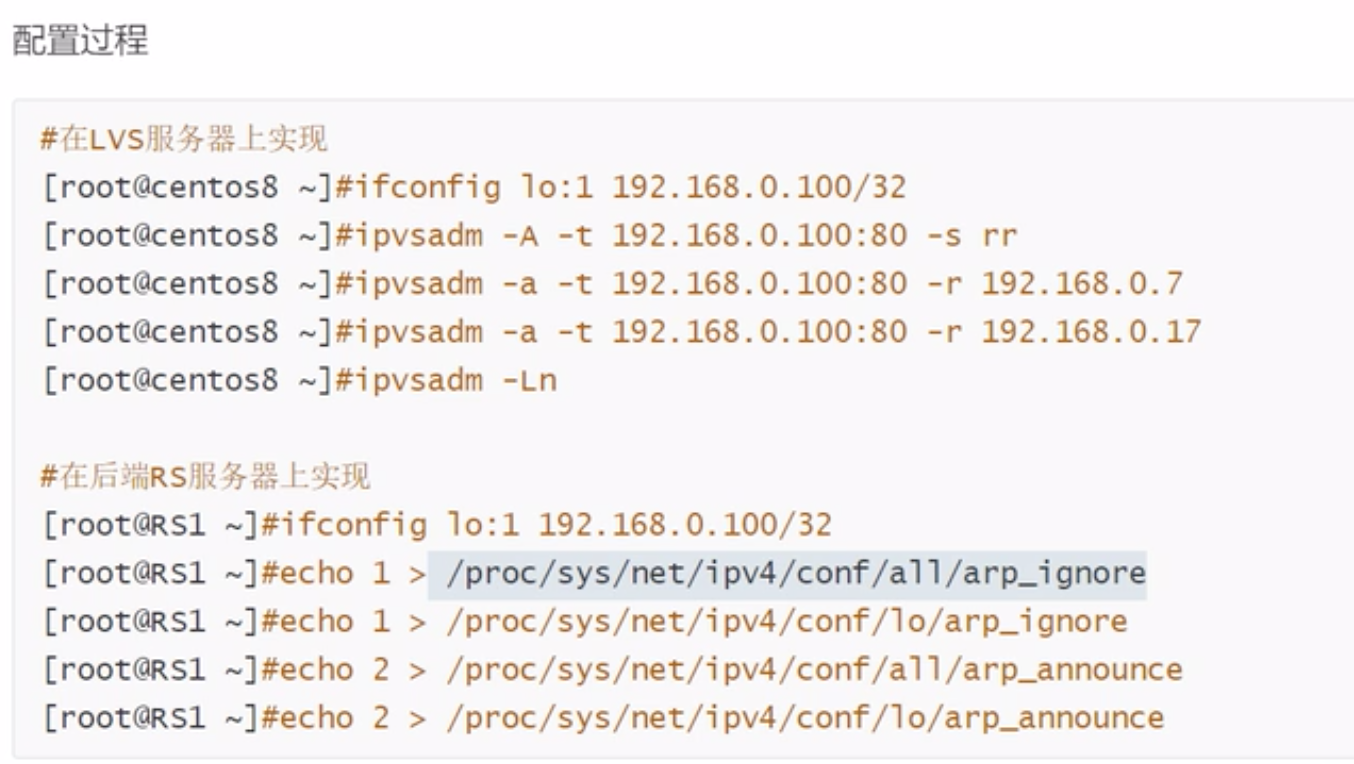 配置过程
#在LVS服务器上实现
[root@centos8 ~]#ifconfig lo:1 192.168.0.100/32
[root@centos8 ~]#ipvsadm -A -t 192.168.0.100:80 -s rr
[root@centos8 ~]#ipvsadm -a -t 192.168.0.100:80 -r 192.168.0.7
[root@centos8 ~]#ipvsadm -a -t 192.168.0.100:80 -r 192.168.0.17
[root@centos8 ~]#ipvsadm -Ln
#在后端RS服务器上实现
[root@RS1 ~]#ifconfig lo:1 192.168.0.100/32
[root@RS1 ~]#echo 1 > /proc/sys/net/ipv4/conf/all/arp_ignore
[root@RS1 ~]#echo 1 > /proc/sys/net/ipv4/conf/lo/arp_ignore
[root@RS1 ~]#echo 2 > /proc/sys/net/ipv4/conf/all/arp_announce
[root@RS1 ~]#echo 2 > /proc/sys/net/ipv4/conf/lo/arp_announce